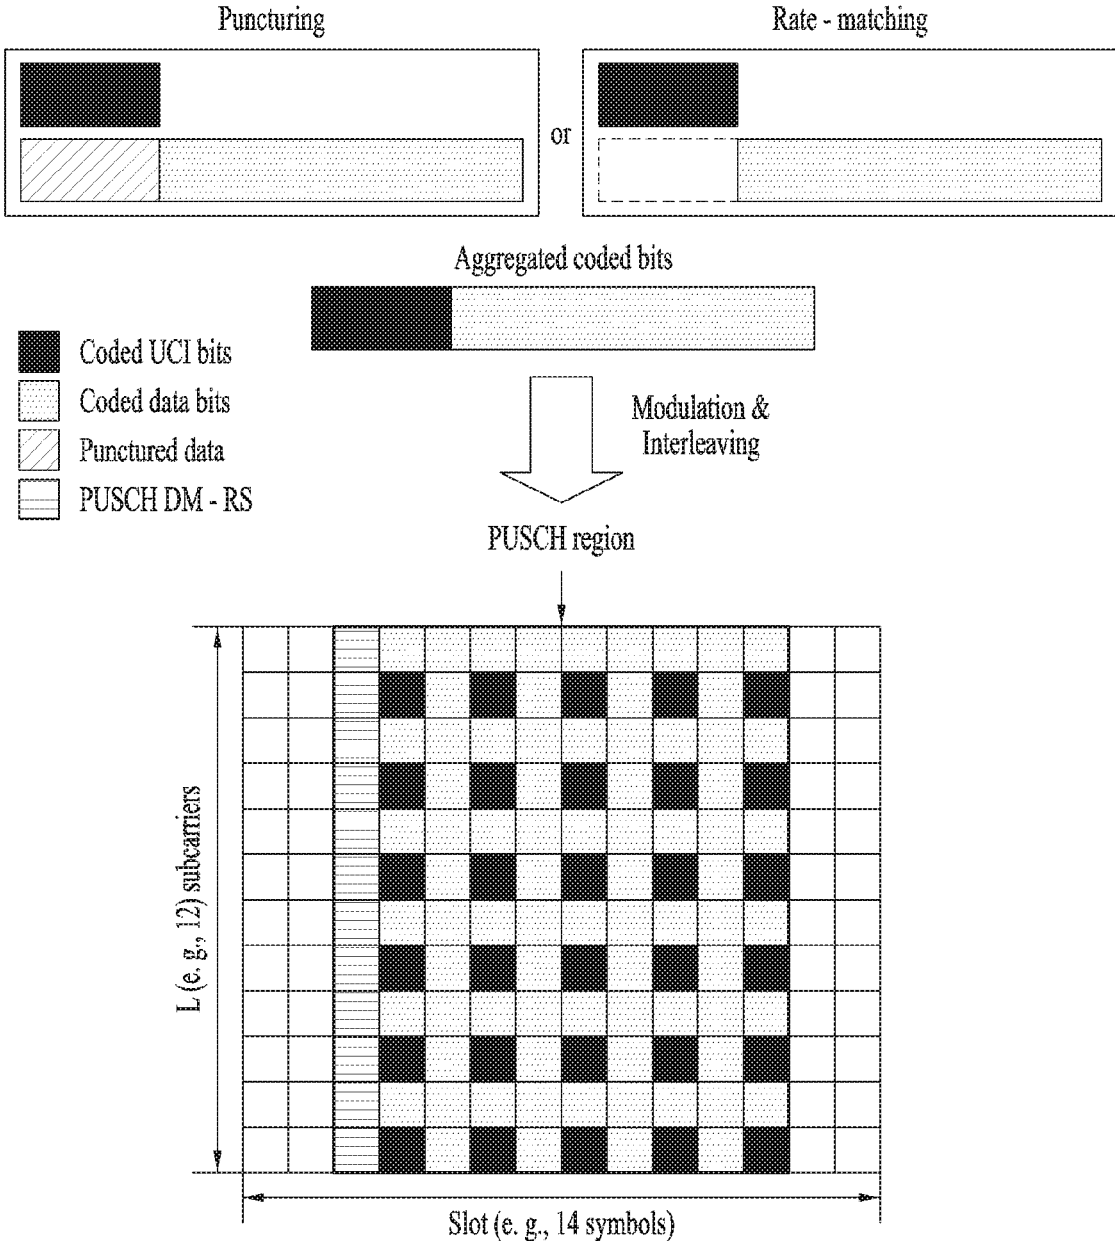 Puncturing
Rate - matching
or
Aggregated coded bits
Coded UCI bits
Coded data bits
Punctured data
PUSCH DM - RS
Modulation &
Interleaving
PUSCH region
L (e. g., 12) subcarriers
Slot (e. g., 14 symbols)